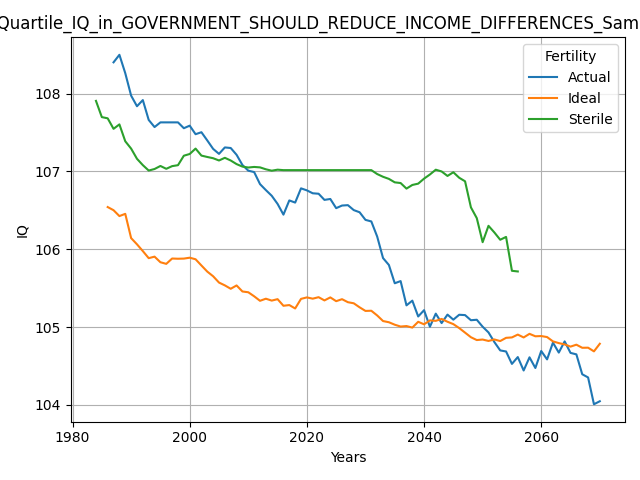 Quartile_IQ_in_GOVERNMENT_SHOULD_REDUCE_INCOME_DIFFERENCES_Sam
Fertility
Actual
Ideal
Sterile
IQ
108
107
106
105
104
1980 2000 2020 2040 2060
Years